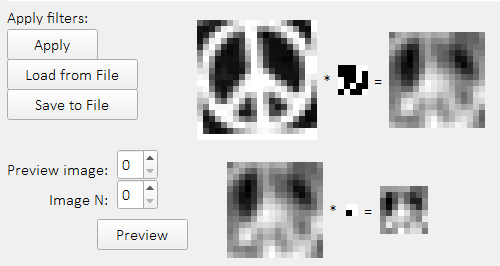 Apply filters:
Apply
Load from File
Save to File
* =
Preview image: 0
Image N: 0
Preview
* =